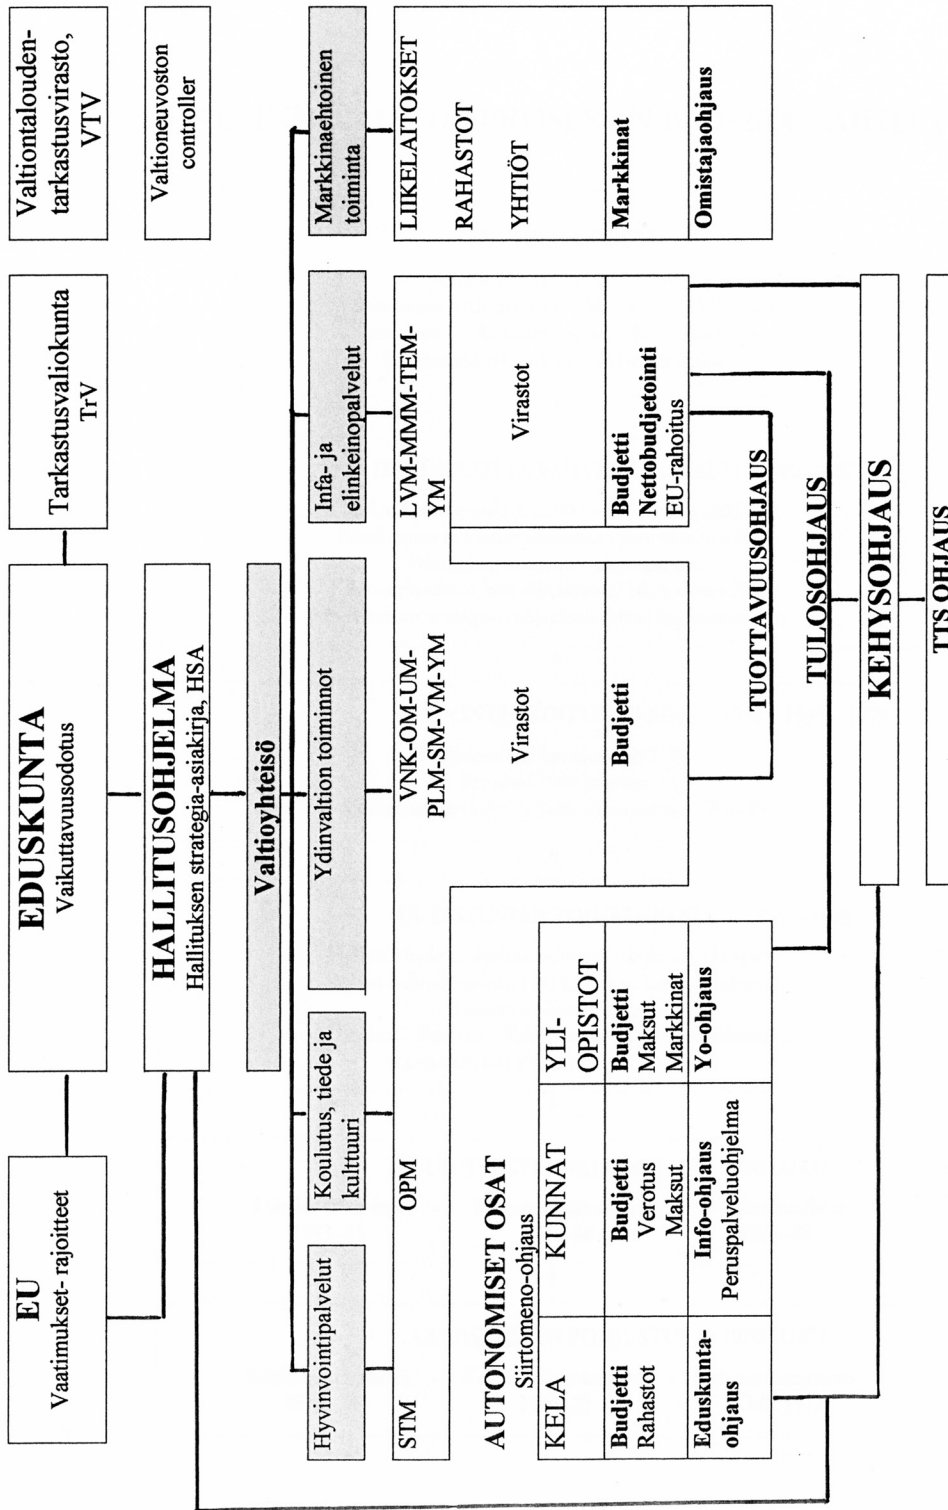 EU
Vaatimukset- rajoitteet
EDUSKUNTA
Vaikuttavuusodotus
Tarkastusvaliokunta
TrV
Valtiontalouden-
tarkastusvirasto,
VTV
HALLITUSOHJELMA
Hallituksen strategia-asiakirja, HSA
Valtioneuvoston
controller
Valtioyhteisö
Hyvinvointipalvelut
Koulutus, tiede ja
kulttuuri
Ydinvaltion toiminnot
Infa- ja
elinkeinopalvelut
Markkinaehtoinen
toiminta
STM
OPM
VNK-OM-UM-
PLM-SM-VM-YM
LVM-MMM-TEM-
YM
LIIKELAITOKSET
RAHASTOT
YHTIÖT
AUTONOMISET OSAT
Siirtomeno-ohjaus
Virastot
Virastot
KELA
KUNNAT
YLI-
OPISTOT
Budjetti
Rahastot
Budjetti
Verotus
Maksut
Budjetti
Maksut
Markkinat
Budjetti
Budjetti
Nettobudjetointi
EU-rahoitus
Markkinat
Eduskunta-
ohjaus
Info-ohjaus
Peruspalveluohjelma
Yo-ohjaus
Omistajaohjaus
TUOTTAVUUSOHJAUS
TULOSOHJAUS
KEHYSOHJAUS
TTS OHJAUS